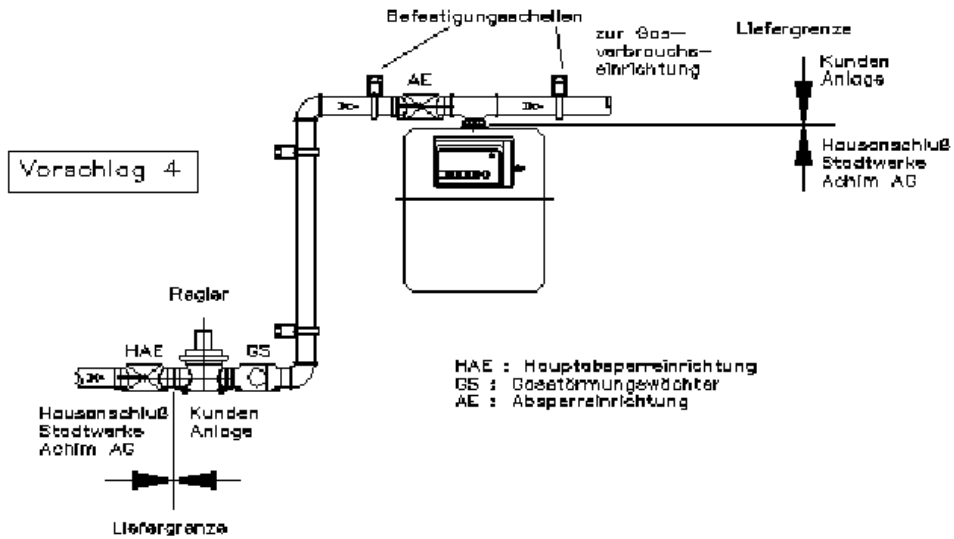 Befestigungsschellen
zur Gas-
verbrauchs-
einrichtung
Liefergrenze
Kunden
Anlage
AE
Hausanschluß
Stadtwerke
Achim AG
Vorschlag 4
Regler
HAE
GS
HAE : Hauptabsperreinrichtung
GS : Gasströmungswächter
AE : Absperreinrichtung
Hausanschluß
Stadtwerke
Achim AG
Kunden
Anlage
Liefergrenze